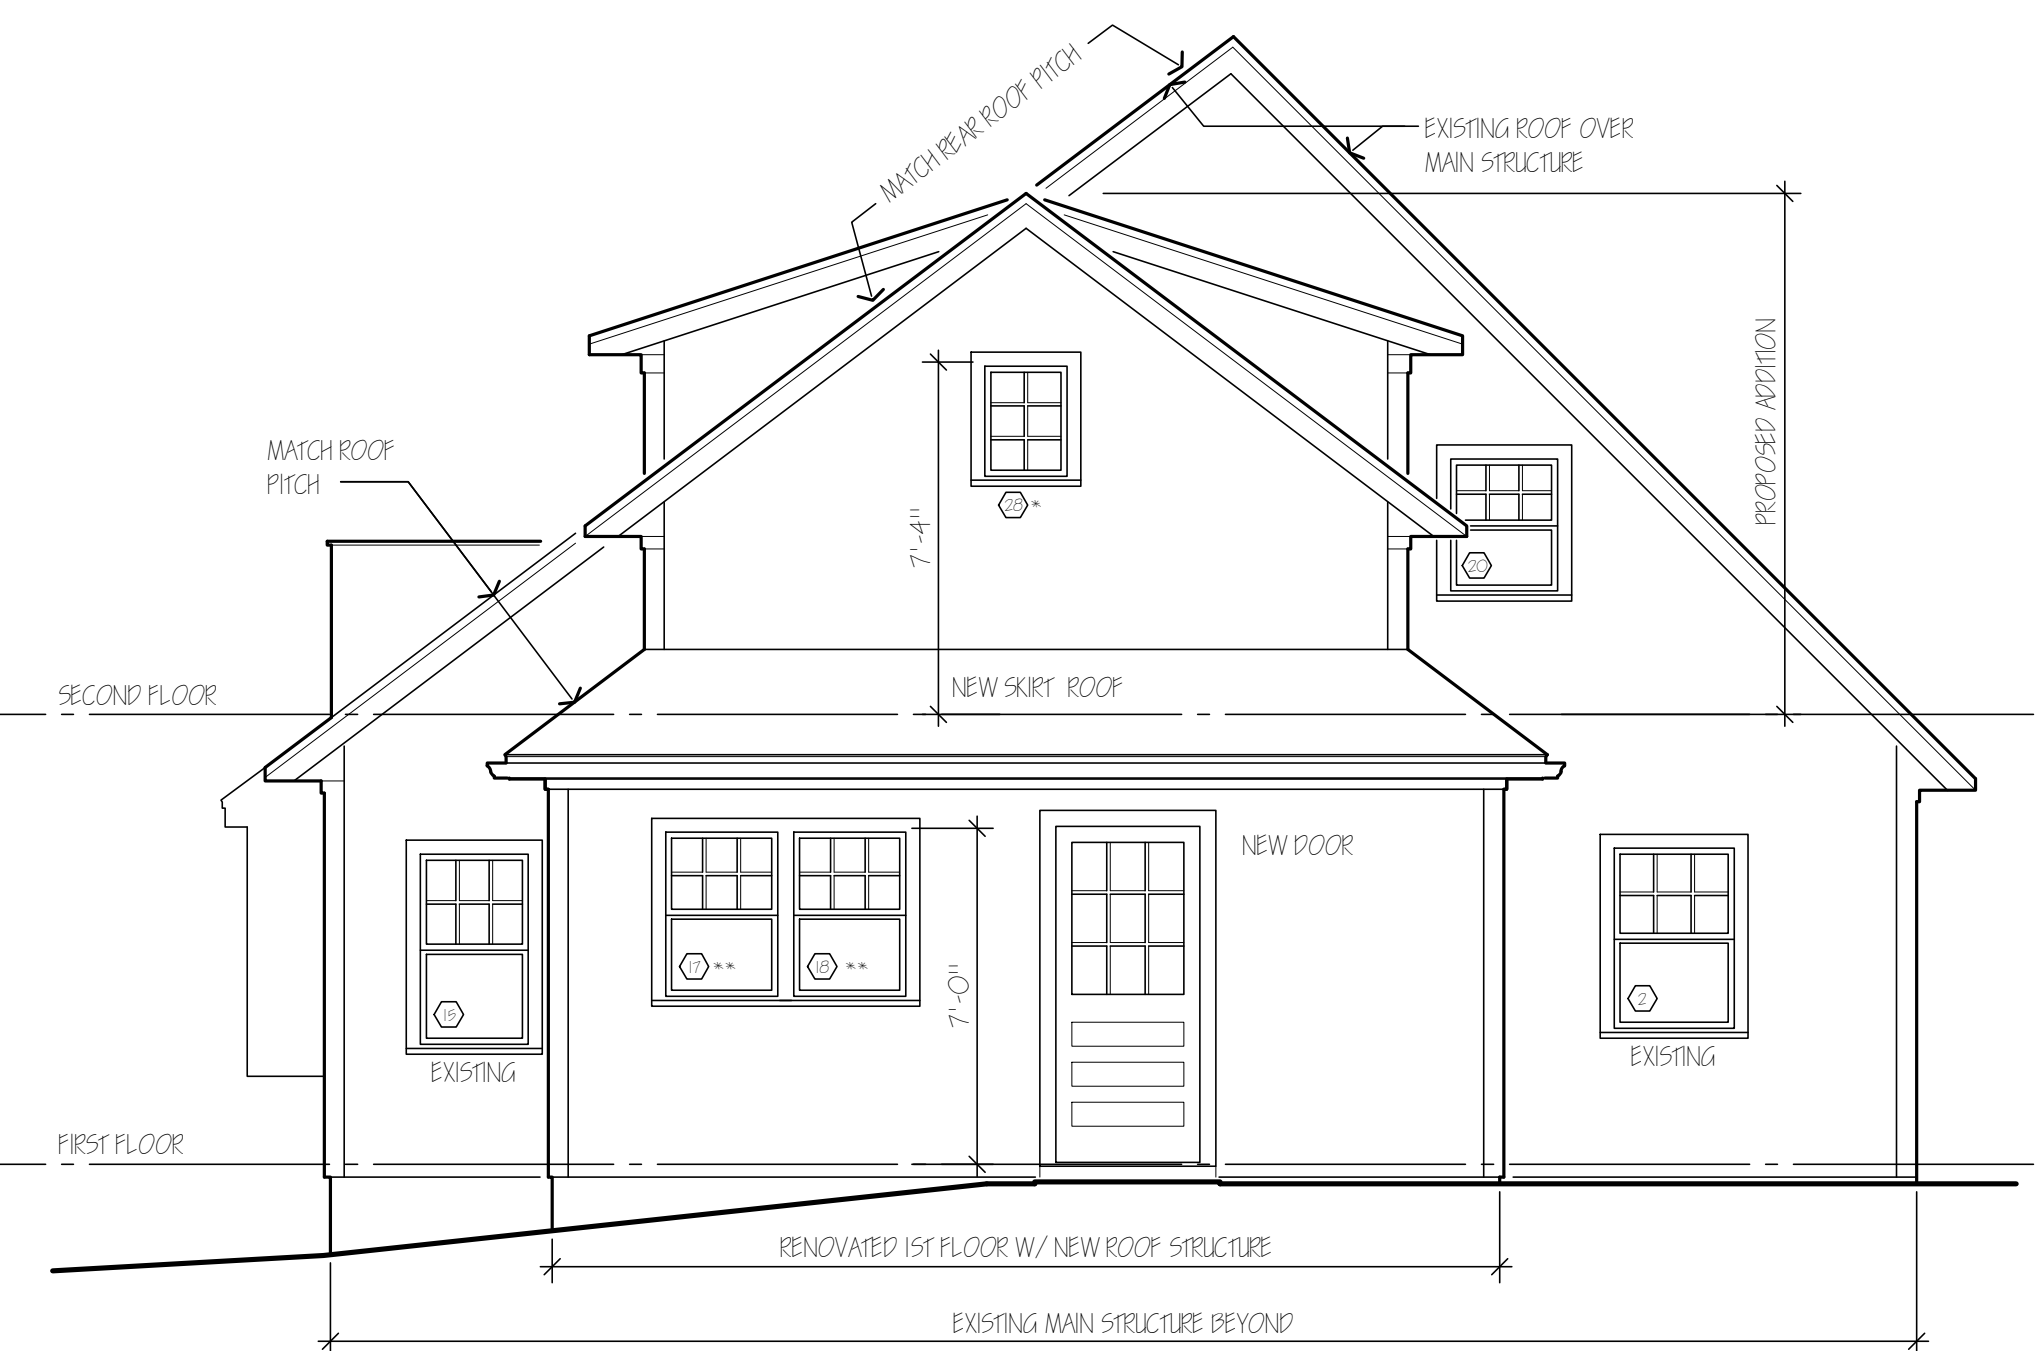 MATCH REAR ROOF PITCH
EXISTING ROOF OVER
MAIN STRUCTURE
PROPOSED ADDITION
MATCH ROOF
PITCH
28 *
7'-4"
20
SECOND FLOOR
NEW SKIRT ROOF
NEW DOOR
17 **
18 **
7'-0"
2
15
EXISTING
EXISTING
FIRST FLOOR
RENOVATED 1ST FLOOR W/ NEW ROOF STRUCTURE
EXISTING MAIN STRUCTURE BEYOND